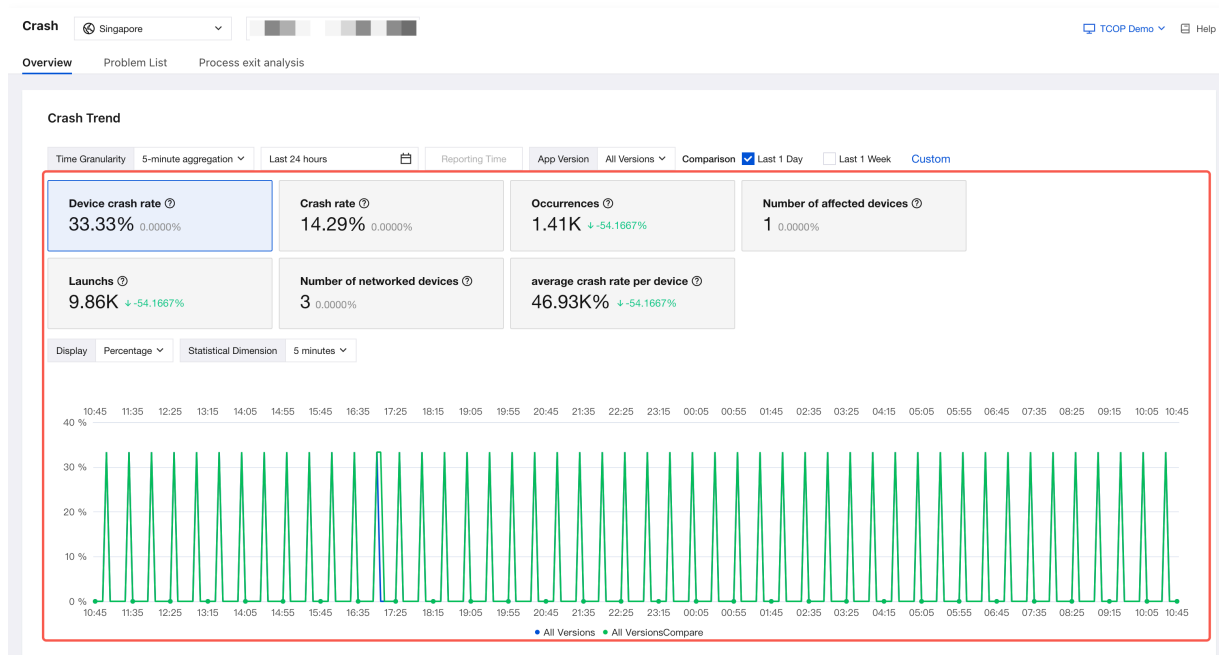 Crash Singapore TCOP Demo Help
Overview Problem List Process exit analysis
Crash Trend
Time Granularity 5-minute aggregation Last 24 hours Reporting Time App Version All Versions Comparison Last 1 Day Last 1 Week Custom
Device crash rate Crash rate Occurrences Number of affected devices
33.33% 0.0000% 14.29% 0.0000% 1.41K ↓ -54.1667% 1 0.0000%
Launchs Number of networked devices average crash rate per device
9.86K ↓ -54.1667% 3 0.0000% 46.93K% ↓ -54.1667%
Display Percentage Statistical Dimension 5 minutes
10:45 11:35 12:25 13:15 14:05 14:55 15:45 16:35 17:25 18:15 19:05 19:55 20:45 21:35 22:25 23:15 00:05 00:55 01:45 02:35 03:25 04:15 05:05 05:55 06:45 07:35 08:25 09:15 10:05 10:45
40 %
30 %
20 %
10 %
0 %
10:45 11:35 12:25 13:15 14:05 14:55 15:45 16:35 17:25 18:15 19:05 19:55 20:45 21:35 22:25 23:15 00:05 00:55 01:45 02:35 03:25 04:15 05:05 05:55 06:45 07:35 08:25 09:15 10:05 10:45
All Versions All VersionsCompare